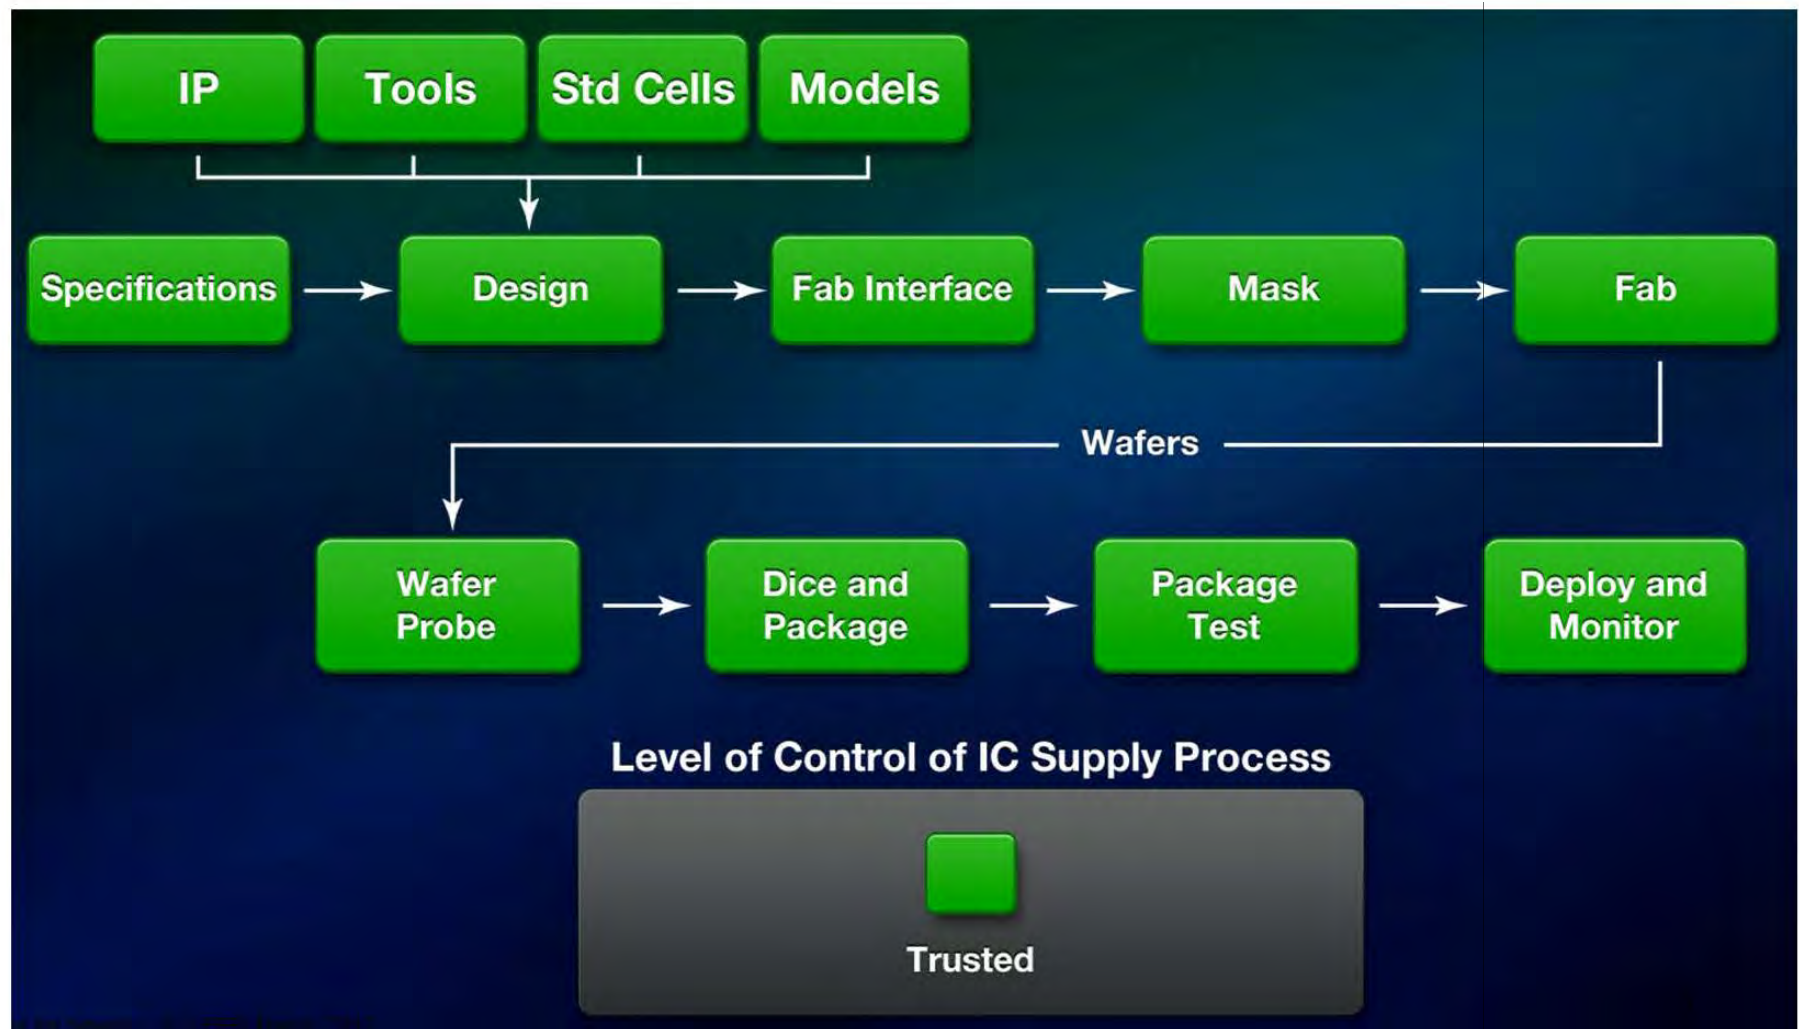 IP Tools Std Cells Models
Specifications Design Fab Interface Mask Fab
Wafers
Wafer
Probe
Dice and
Package
Package
Test
Deploy and
Monitor
Level of Control of IC Supply Process
Trusted